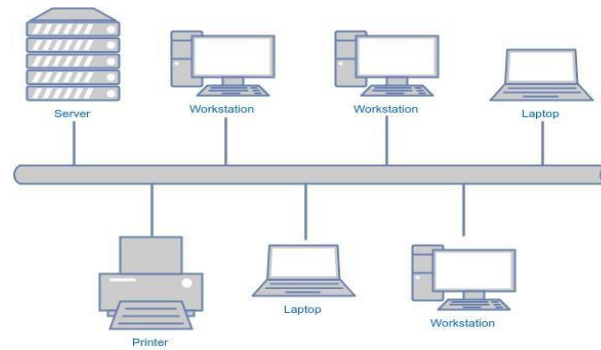 Server
Workstation
Workstation
Laptop
Printer
Laptop
Workstation